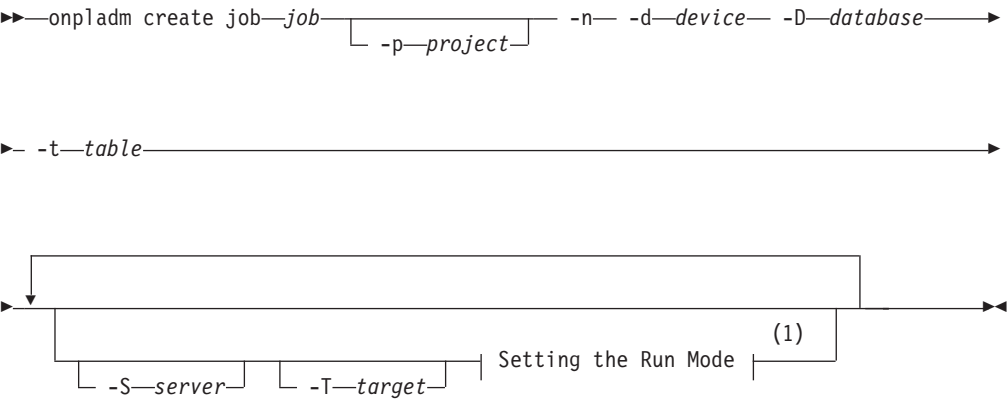 onpladm create job job -n -d device -D database
-p project
-t table
(1)
Setting the Run Mode
-S server -T target